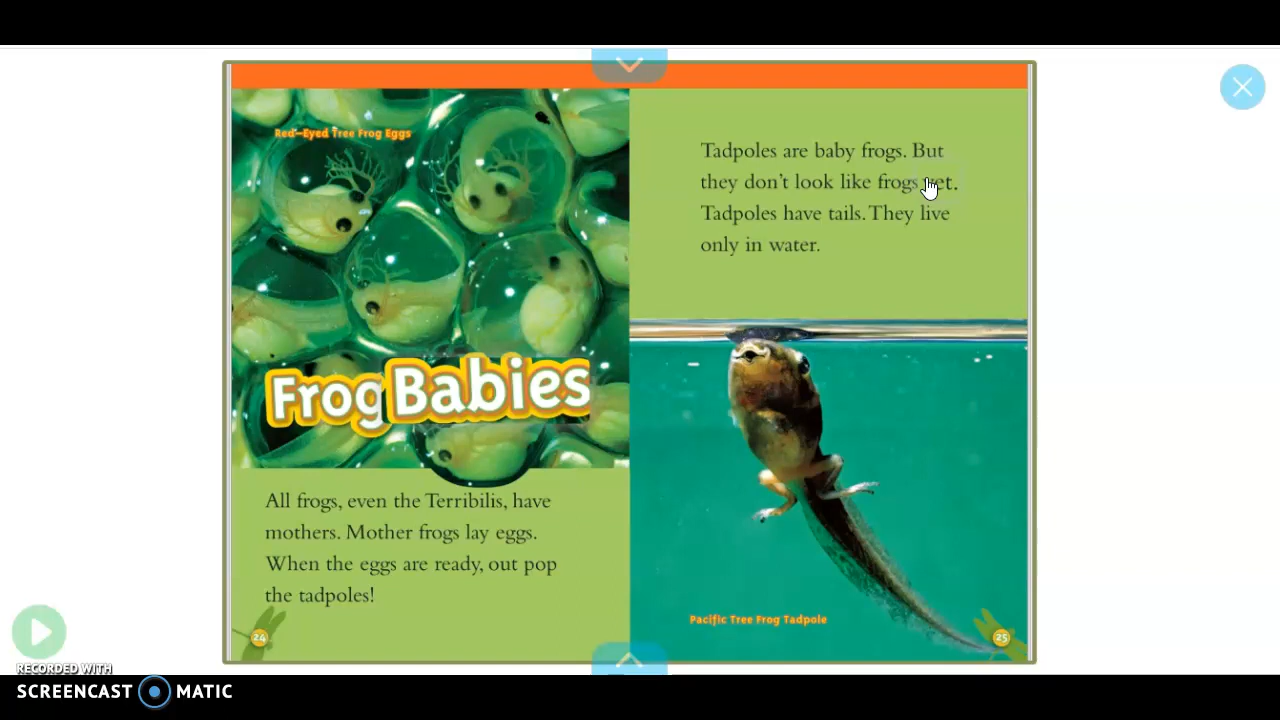 Red-Eyed Tree Frog Eggs
Frog Babies
All frogs, even the Terribilis, have
mothers. Mother frogs lay eggs.
When the eggs are ready, out pop
the tadpoles!
24
Tadpoles are baby frogs. But
they don't look like frogs yet.
Tadpoles have tails. They live
only in water.
Pacific Tree Frog Tadpole
25
RECORDED WITH
SCREENCAST MATIC